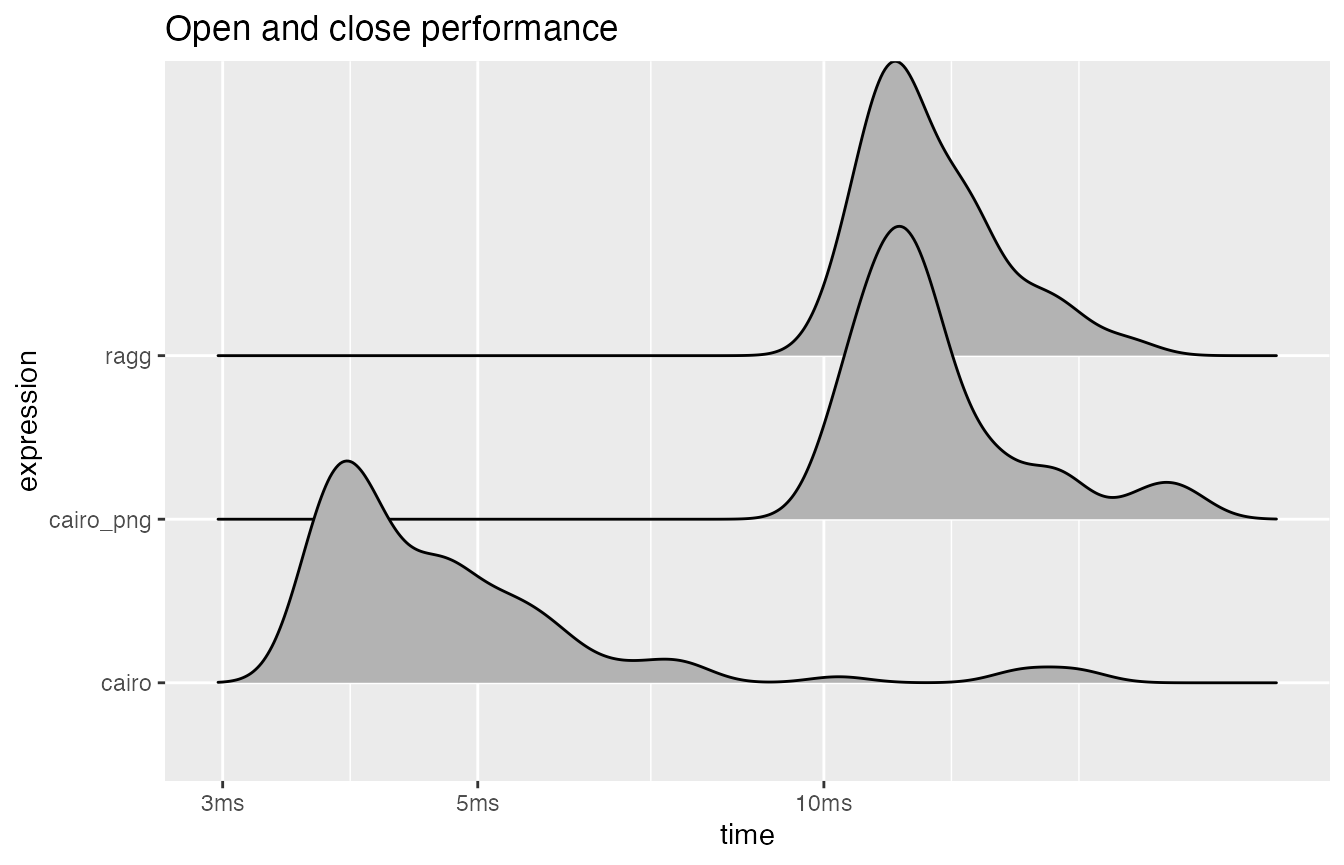 Open and close performance
ragg
cairo_png
cairo
expression
3ms
5ms
10ms
time